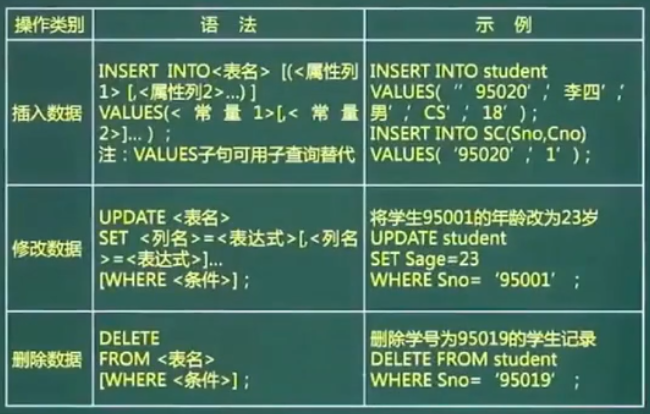 操作类别
语 法
示 例
插入数据
INSERT INTO<表名> [(<属性列
1> [,<属性列2>...) ]
VALUES(< 常 量 1>[,< 常 量
2>]... ) ;
注：VALUES子句可用子查询替代
INSERT INTO student
VALUES( “ 95020’,‘李四’,‘
男’,‘CS’,‘18’ ) ;
INSERT INTO SC(Sno,Cno)
VALUES( ‘95020’,‘1’ ) ;
修改数据
UPDATE <表名>
SET <列名>=<表达式>[,<列名
>=<表达式>]...
[WHERE <条件>] ;
将学生95001的年龄改为23岁
UPDATE student
SET Sage=23
WHERE Sno= ‘95001’ ;
删除数据
DELETE
FROM <表名>
[WHERE <条件>] ;
删除学号为95019的学生记录
DELETE FROM student
WHERE Sno= ‘95019’ ;